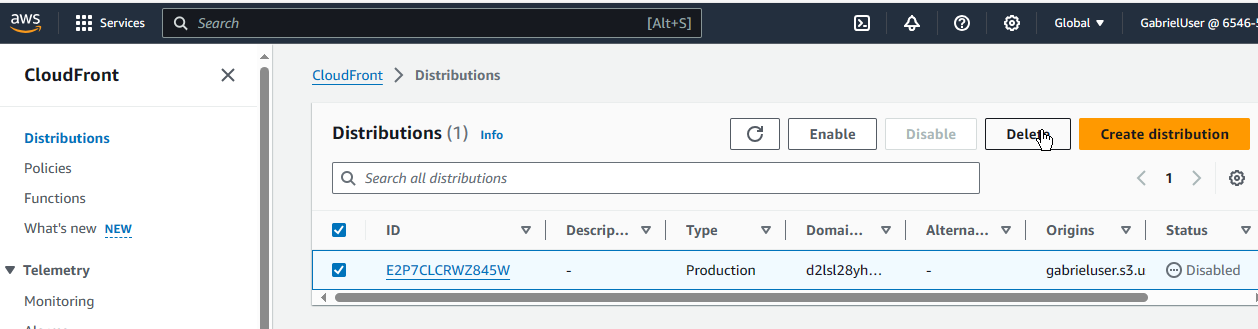 aws Services Search [Alt+S] Global GabrielUser @ 6546-5
CloudFront
Distributions
Policies
Functions
What's new NEW
Telemetry
Monitoring
CloudFront Distributions
Distributions (1) Info Enable Disable Delete Create distribution
Search all distributions 1
ID Descrip... Type Domai... Alterna... Origins Status
E2P7CLCRWZ845W - Production d2lsl28yh... - gabrieluser.s3.u Disabled